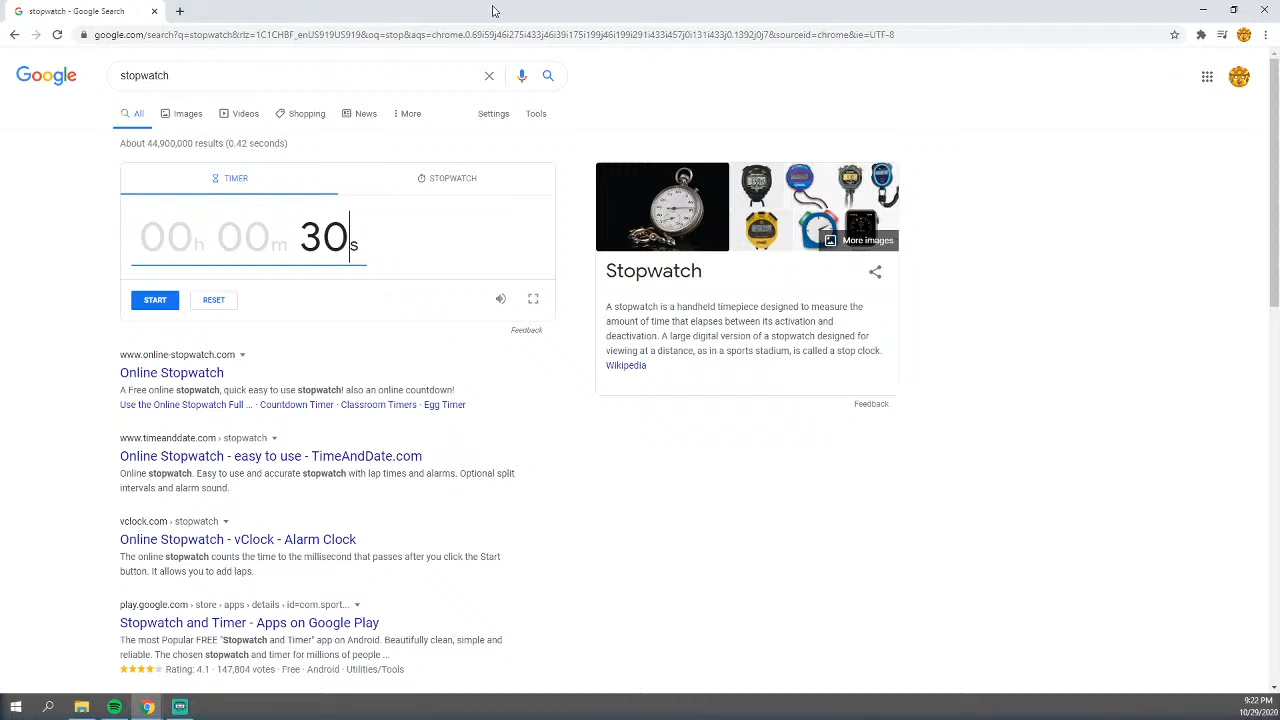 stopwatch - Google Search
google.com/search?q=stopwatch&rlz=1C1CHBF_enUS919US919&oq=stop&aqs=chrome.0.69i59j46i275i433j46i39i175i199j46i199i291i433i457j0i131i433j0.1392j0j7&sourceid=chrome&ie=UTF-8
Google
stopwatch
All Images Videos Shopping News More Settings Tools
About 44,900,000 results (0.42 seconds)
TIMER STOPWATCH
00h 00m 30s
START RESET
Feedback
www.online-stopwatch.com
Online Stopwatch
A Free online stopwatch, quick easy to use stopwatch! also an online countdown!
Use the Online Stopwatch Full ... · Countdown Timer · Classroom Timers · Egg Timer
www.timeanddate.com › stopwatch
Online Stopwatch - easy to use - TimeAndDate.com
Online stopwatch. Easy to use and accurate stopwatch with lap times and alarms. Optional split
intervals and alarm sound.
vclock.com › stopwatch
Online Stopwatch - vClock - Alarm Clock
The online stopwatch counts the time to the millisecond that passes after you click the Start
button. It allows you to add laps.
play.google.com › store › apps › details › id=com.sport...
Stopwatch and Timer - Apps on Google Play
The most Popular FREE "Stopwatch and Timer" app on Android. Beautifully clean, simple and
reliable. The chosen stopwatch and timer for millions of people ...
Rating: 4.1 · 147,804 votes · Free · Android · Utilities/Tools
More images
Stopwatch
A stopwatch is a handheld timepiece designed to measure the
amount of time that elapses between its activation and
deactivation. A large digital version of a stopwatch designed for
viewing at a distance, as in a sports stadium, is called a stop clock.
Wikipedia
Feedback
9:22 PM
10/29/2020